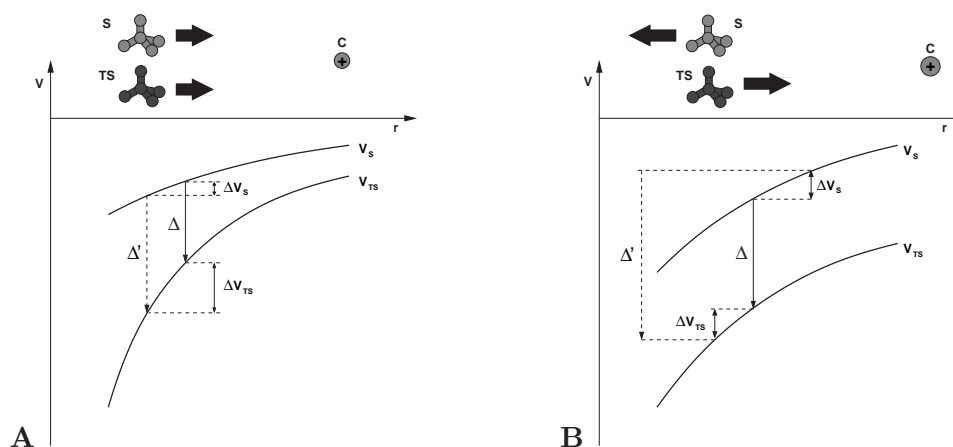 S
C
TS
V
r
V_S
ΔV_S
V_TS
Δ
Δ'
ΔV_TS
A
S
C
TS
V
r
V_S
ΔV_S
Δ'
Δ
V_TS
ΔV_TS
B